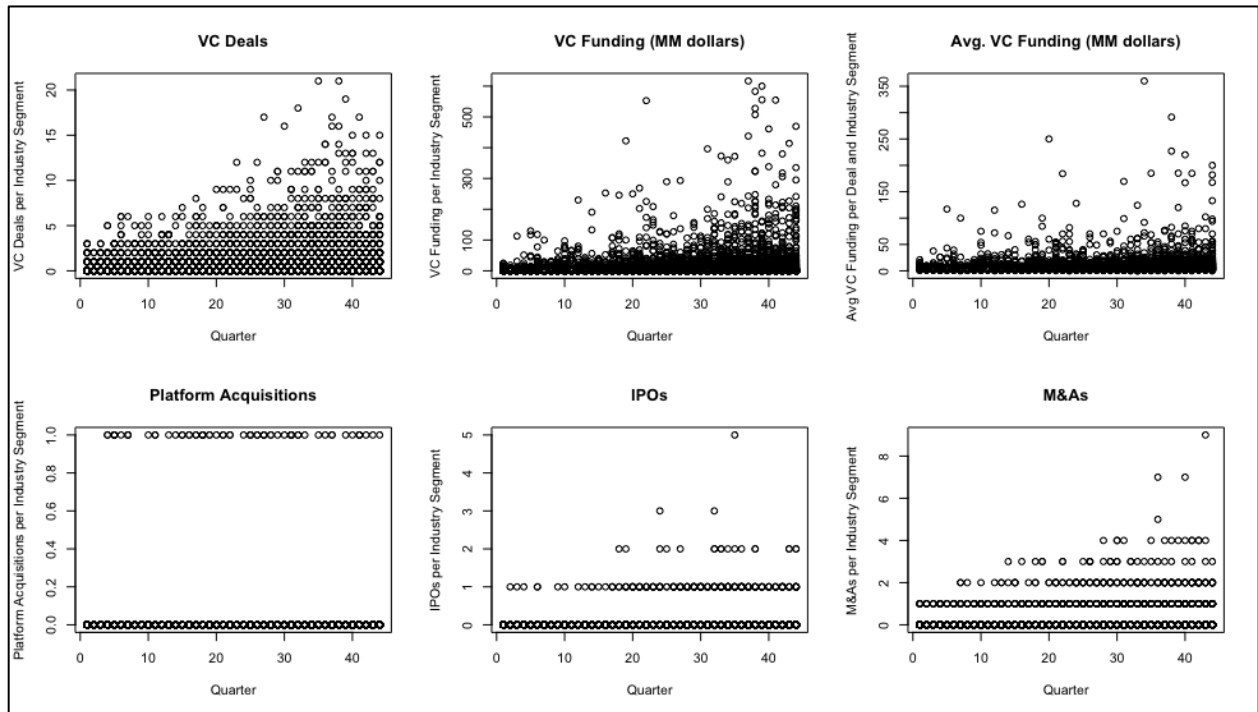 VC Deals
VC Deals per Industry Segment
20
15
10
5
0
0 10 20 30 40
Quarter
VC Funding (MM dollars)
VC Funding per Industry Segment
500
300
100
0
0 10 20 30 40
Quarter
Avg. VC Funding (MM dollars)
Avg VC Funding per Deal and Industry Segment
350
250
150
50
0
0 10 20 30 40
Quarter
Platform Acquisitions
Platform Acquisitions per Industry Segment
1.0
0.8
0.6
0.4
0.2
0.0
0 10 20 30 40
Quarter
IPOs
IPOs per Industry Segment
5
4
3
2
1
0
0 10 20 30 40
Quarter
M&As
M&As per Industry Segment
8
6
4
2
0
0 10 20 30 40
Quarter